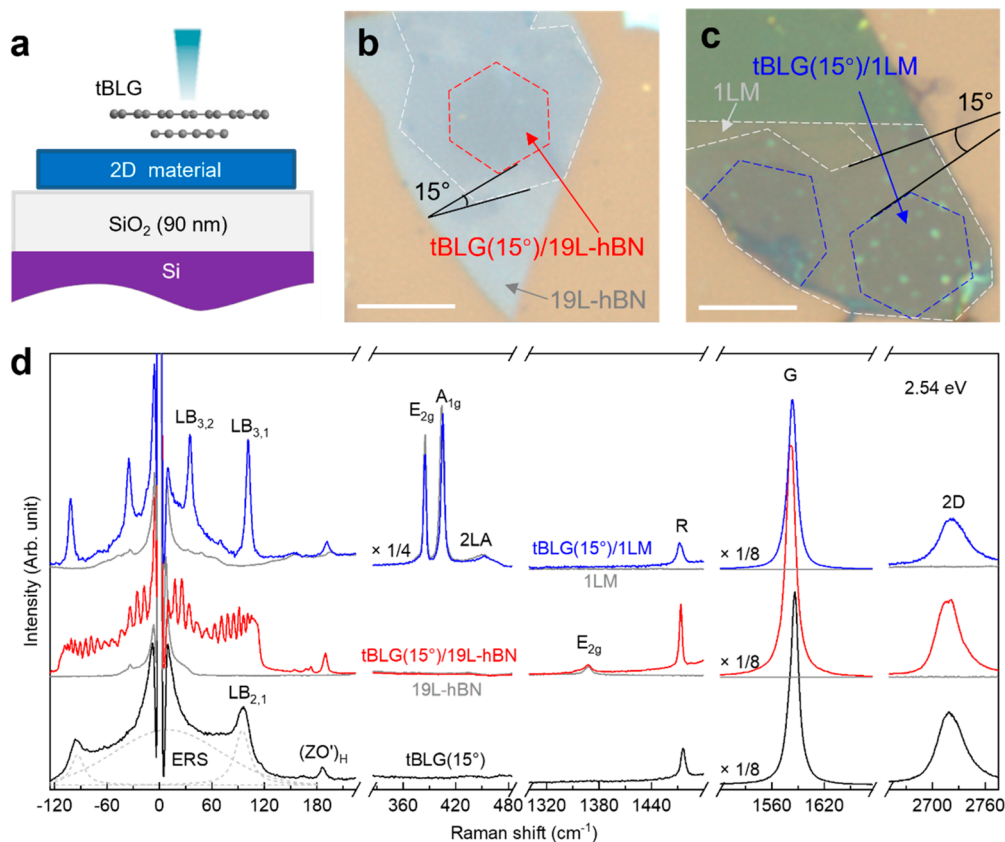 a
tBLG
2D material
SiO₂ (90 nm)
Si
b
15°
tBLG(15°)/19L-hBN
19L-hBN
c
tBLG(15°)/1LM
1LM
15°
d
Intensity (Arb. unit)
2.54 eV
LB₃,₂
LB₃,₁
E₂g
A₁g
2LA
× 1/4
tBLG(15°)/1LM
1LM
R
G
× 1/8
2D
tBLG(15°)/19L-hBN
19L-hBN
E₂g
× 1/8
LB₂,₁
ERS
(ZO')H
tBLG(15°)
× 1/8
-120 -60 0 60 120 180 360 420 480 1320 1380 1440 1560 1620 2700 2760
Raman shift (cm⁻¹)